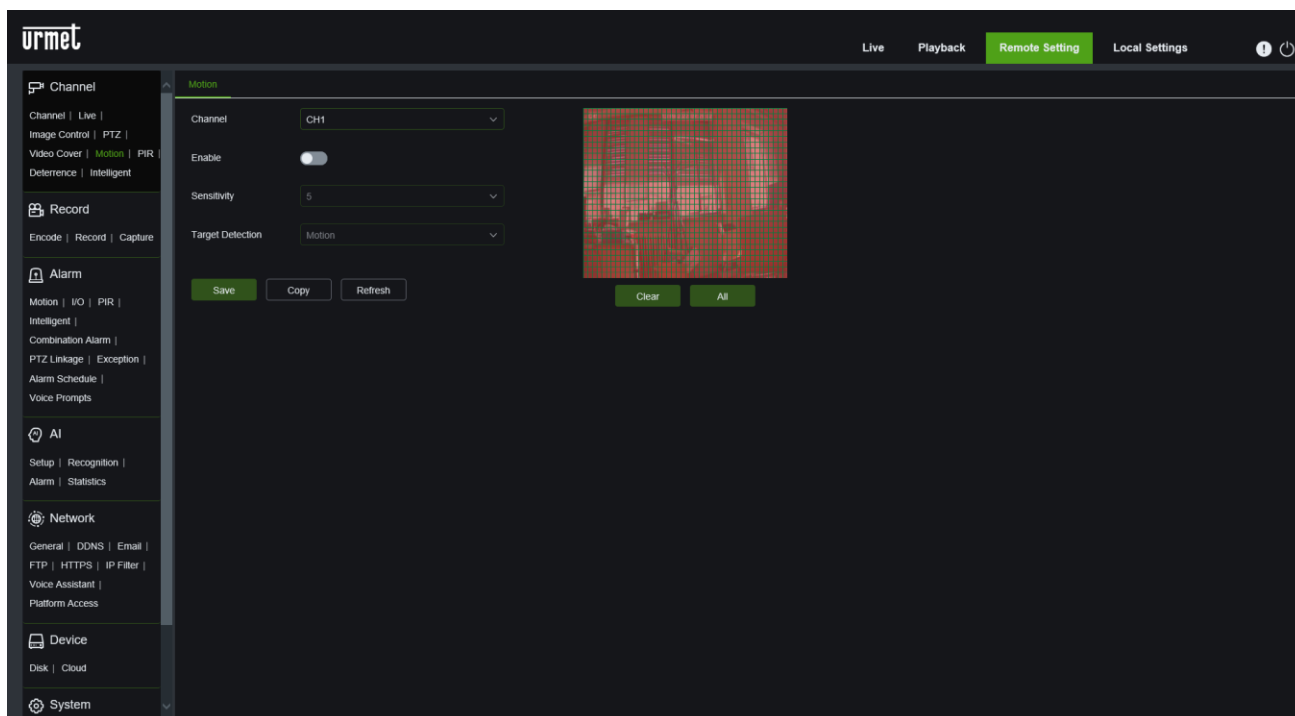 urmet
Live Playback Remote Setting Local Settings
Channel
Channel | Live |
Image Control | PTZ |
Video Cover | Motion | PIR |
Deterrence | Intelligent
Record
Encode | Record | Capture
Alarm
Motion | I/O | PIR |
Intelligent |
Combination Alarm |
PTZ Linkage | Exception |
Alarm Schedule |
Voice Prompts
AI
Setup | Recognition |
Alarm | Statistics
Network
General | DDNS | Email |
FTP | HTTPS | IP Filter |
Voice Assistant |
Platform Access
Device
Disk | Cloud
System
Motion
Channel CH1
Enable
Sensitivity 5
Target Detection Motion
Save Copy Refresh
Clear All